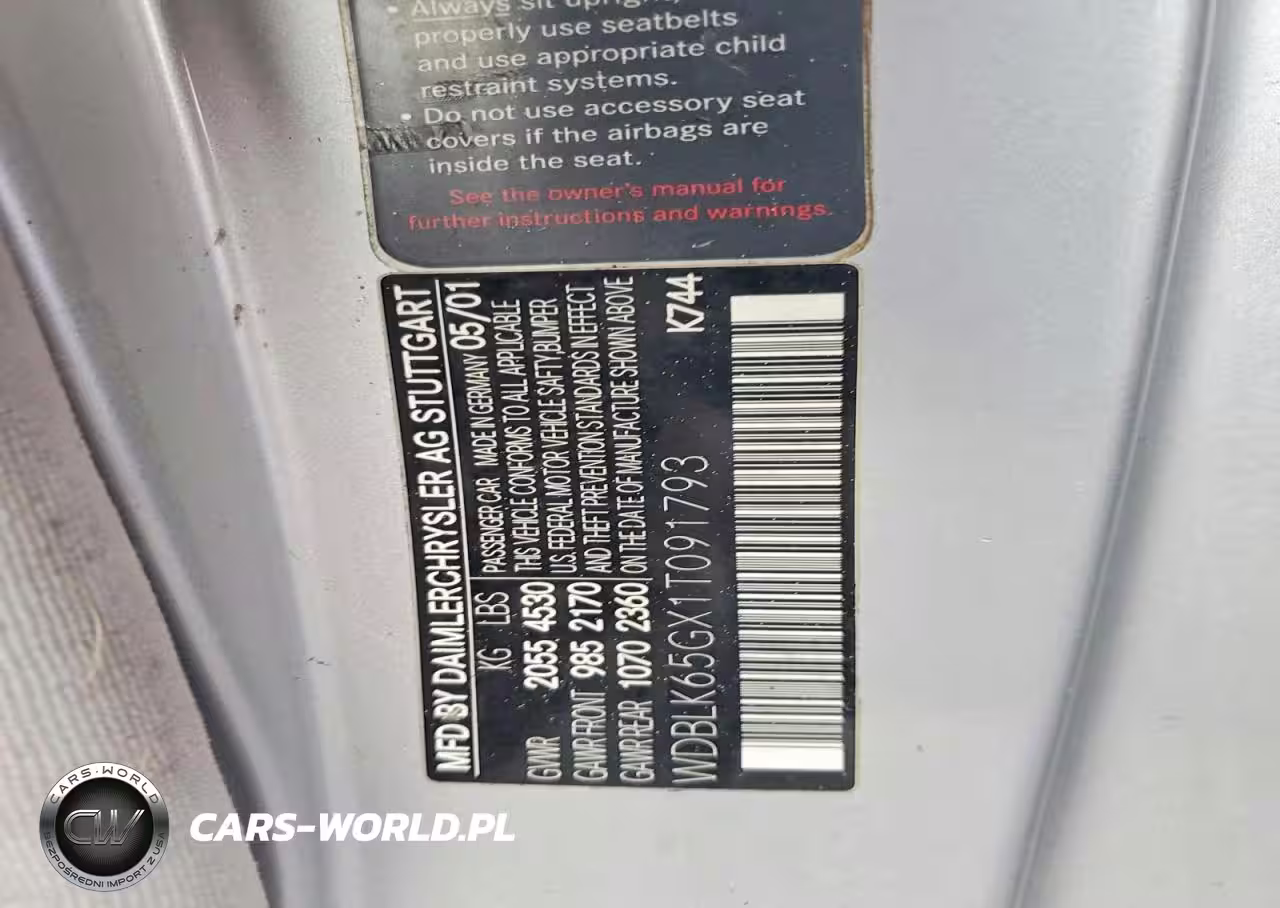 • Always sit upright,
properly use seatbelts
and use appropriate child
restraint systems.
• Do not use accessory seat
covers if the airbags are
inside the seat.
See the owner's manual for
further instructions and warnings.
MFD BY DAIMLERCHRYSLER AG STUTTGART
KG LBS PASSENGER CAR MADE IN GERMANY 05/01
GVWR 2055 4530 THIS VEHICLE CONFORMS TO ALL APPLICABLE
U.S. FEDERAL MOTOR VEHICLE SAFTY,BUMPER
GAWR FRONT 985 2170 AND THEFT PREVENTION STANDARDS IN EFFECT
GAWR REAR 1070 2360 ON THE DATE OF MANUFACTURE SHOWN ABOVE
WDBLK65GX1T091793 K744
CARS-WORLD
CW
BEZPOŚREDNI IMPORT Z USA
CARS-WORLD.PL